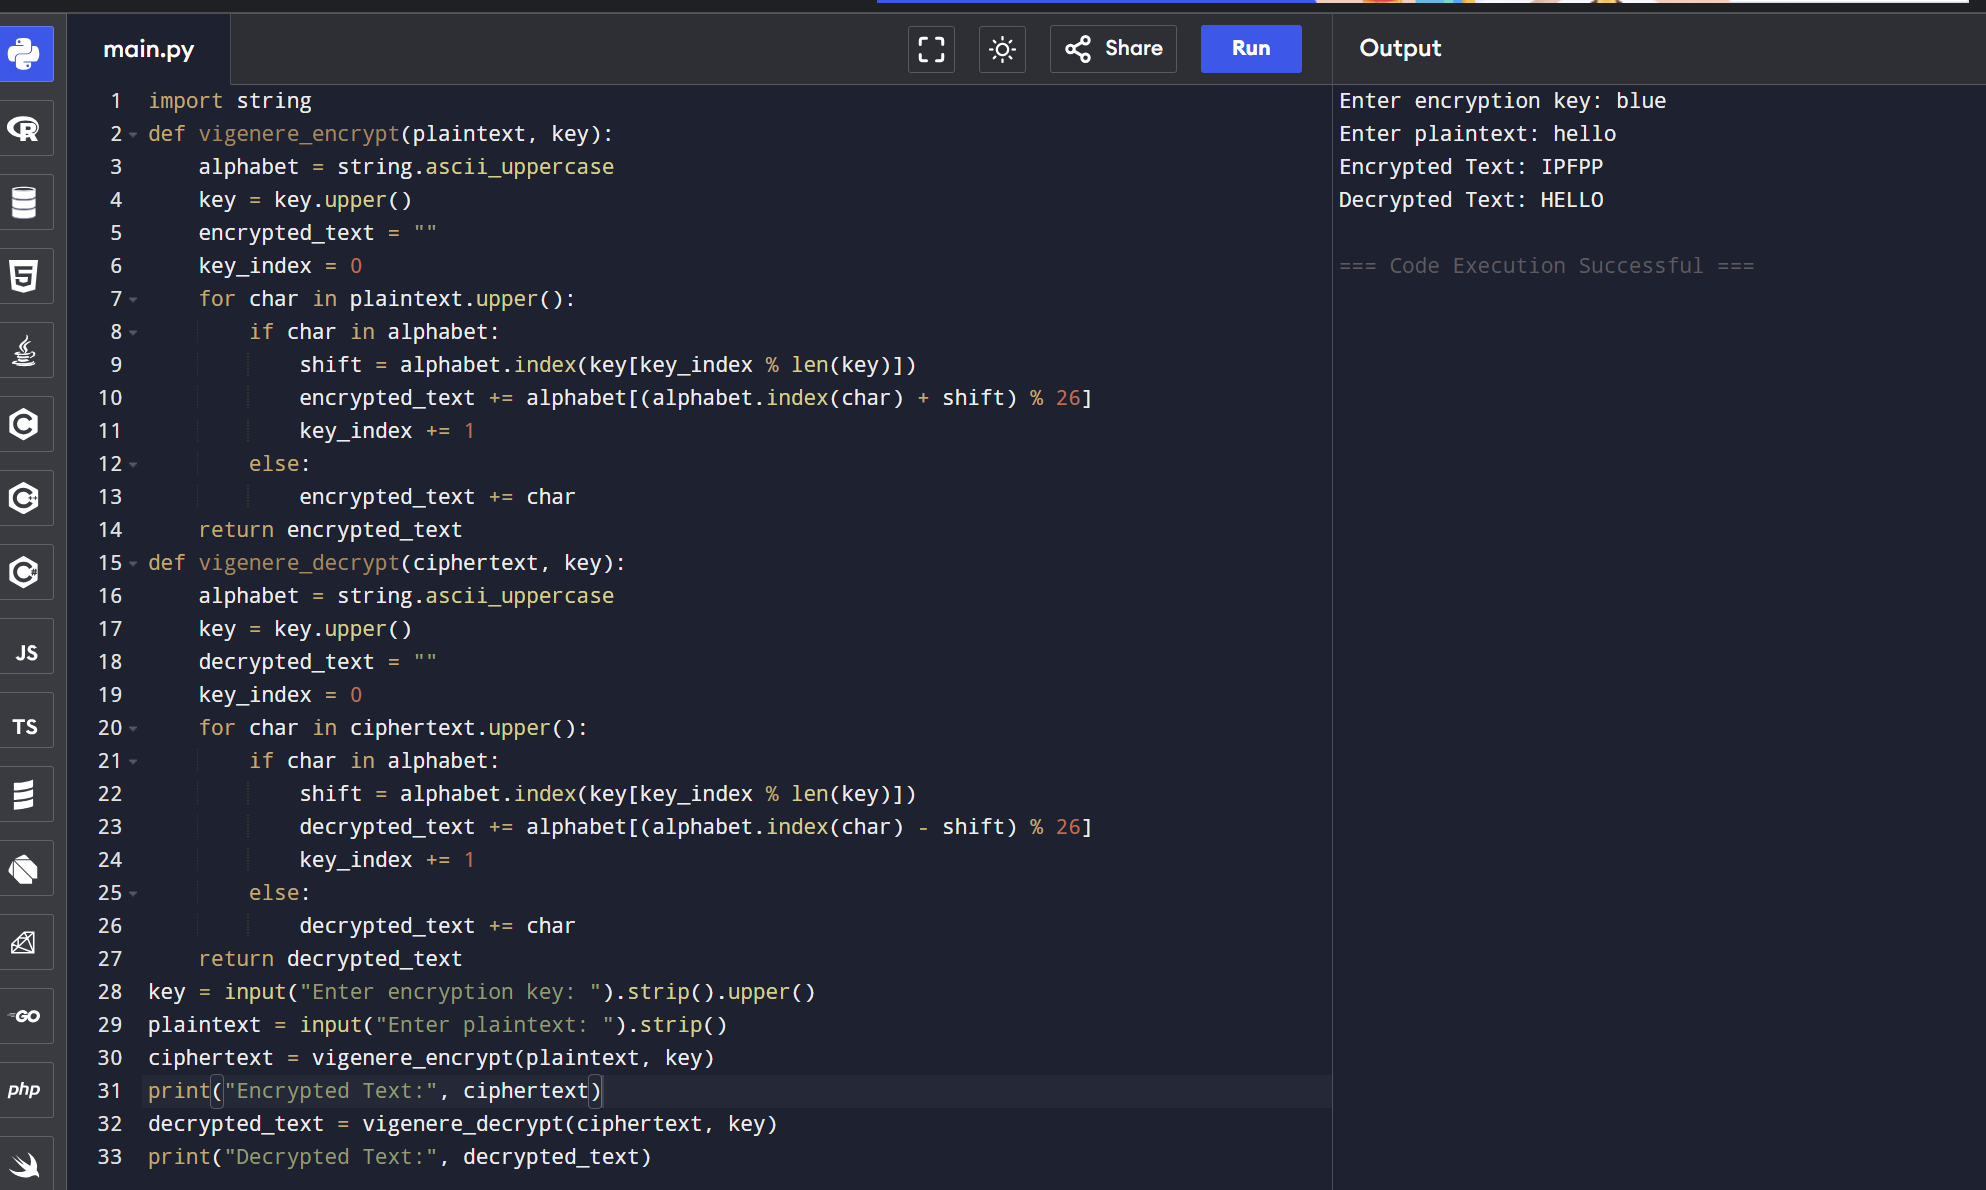 main.py
Share
Run
Output
1 import string
2 def vigenere_encrypt(plaintext, key):
3     alphabet = string.ascii_uppercase
4     key = key.upper()
5     encrypted_text = ""
6     key_index = 0
7     for char in plaintext.upper():
8         if char in alphabet:
9             shift = alphabet.index(key[key_index % len(key)])
10             encrypted_text += alphabet[(alphabet.index(char) + shift) % 26]
11             key_index += 1
12         else:
13             encrypted_text += char
14     return encrypted_text
15 def vigenere_decrypt(ciphertext, key):
16     alphabet = string.ascii_uppercase
17     key = key.upper()
18     decrypted_text = ""
19     key_index = 0
20     for char in ciphertext.upper():
21         if char in alphabet:
22             shift = alphabet.index(key[key_index % len(key)])
23             decrypted_text += alphabet[(alphabet.index(char) - shift) % 26]
24             key_index += 1
25         else:
26             decrypted_text += char
27     return decrypted_text
28 key = input("Enter encryption key: ").strip().upper()
29 plaintext = input("Enter plaintext: ").strip()
30 ciphertext = vigenere_encrypt(plaintext, key)
31 print("Encrypted Text:", ciphertext)
32 decrypted_text = vigenere_decrypt(ciphertext, key)
33 print("Decrypted Text:", decrypted_text)
Enter encryption key: blue
Enter plaintext: hello
Encrypted Text: IPFPP
Decrypted Text: HELLO
=== Code Execution Successful ===
R
5
C
C++
C#
JS
TS
GO
php